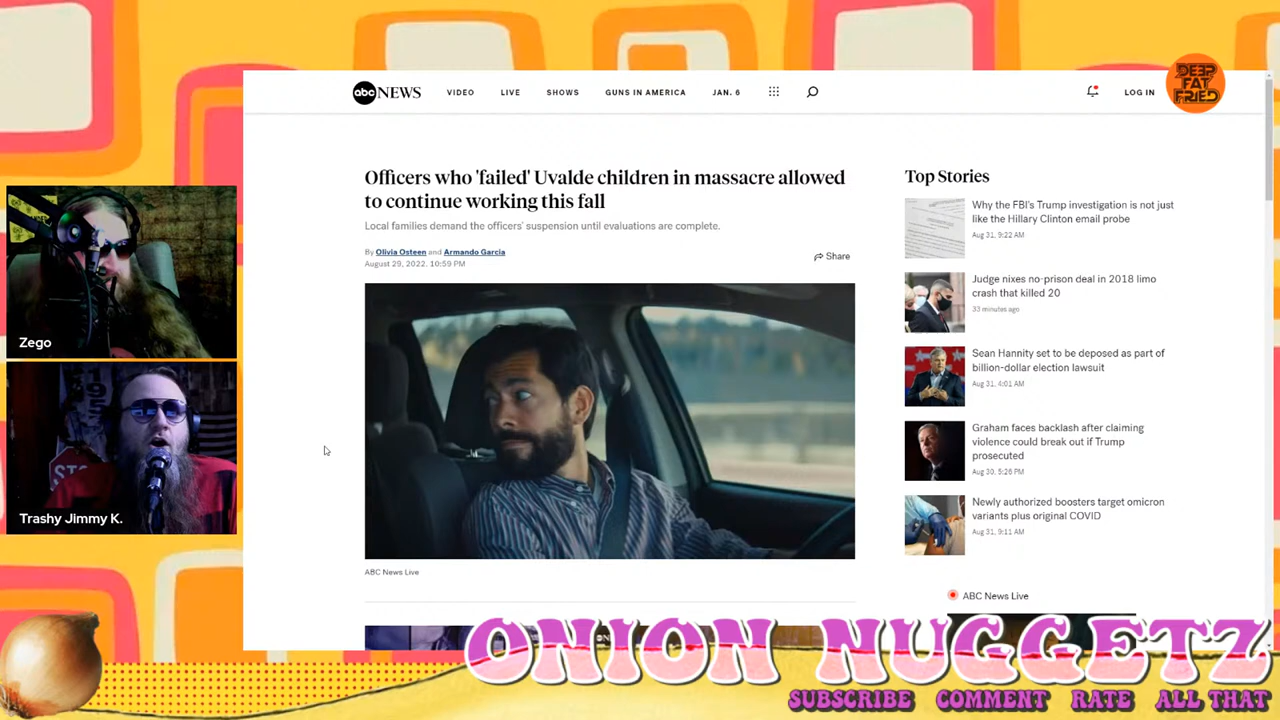 abc NEWS VIDEO LIVE SHOWS GUNS IN AMERICA JAN. 6 LOG IN
DEEP
FAT
FRIED
Officers who 'failed' Uvalde children in massacre allowed
to continue working this fall
Local families demand the officers' suspension until evaluations are complete.
By Olivia Osteen and Armando Garcia
August 29, 2022, 10:59 PM
Share
ABC News Live
Top Stories
Why the FBI's Trump investigation is not just
like the Hillary Clinton email probe
Aug 31, 9:22 AM
Judge nixes no-prison deal in 2018 limo
crash that killed 20
33 minutes ago
Sean Hannity set to be deposed as part of
billion-dollar election lawsuit
Aug 31, 4:01 AM
Graham faces backlash after claiming
violence could break out if Trump
prosecuted
Aug 30, 5:26 PM
Newly authorized boosters target omicron
variants plus original COVID
Aug 31, 9:11 AM
ABC News Live
Zego
STO
Trashy Jimmy K.
ONION NUGGETZ
SUBSCRIBE COMMENT RATE ALL THAT